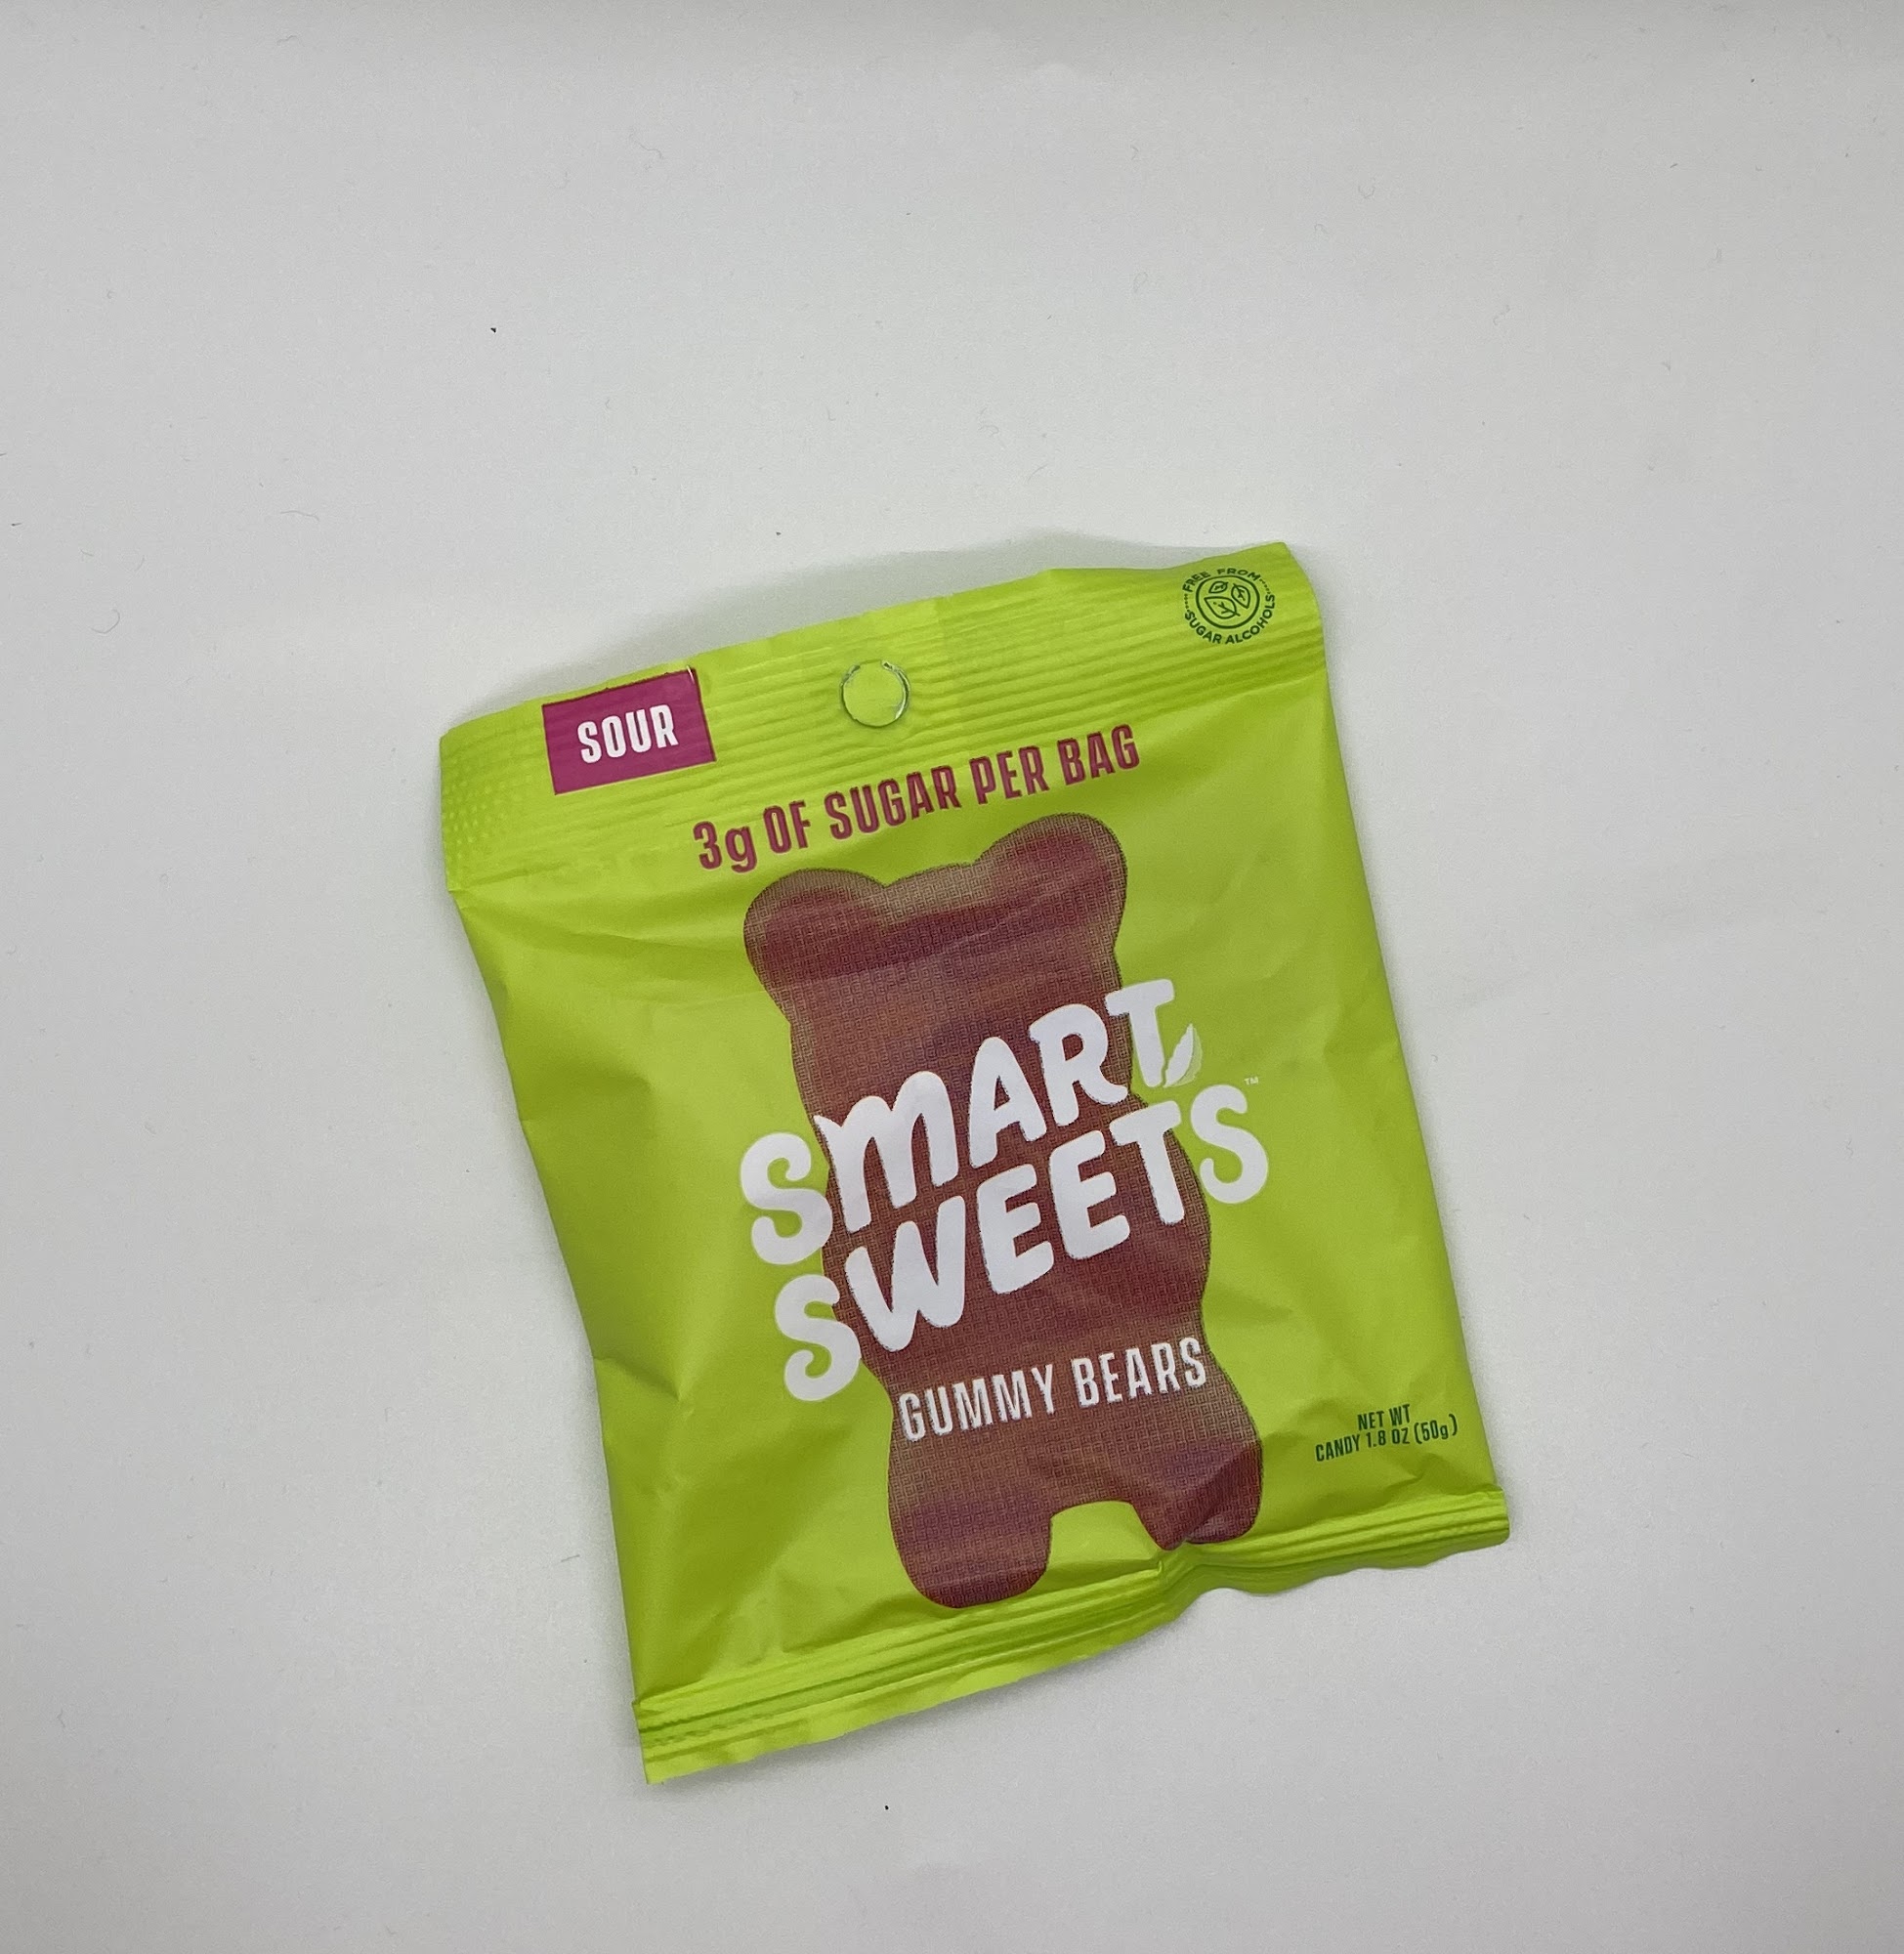 FREE FROM
SUGAR ALCOHOLS
SOUR
3g OF SUGAR PER BAG
SMART
SWEETS™
GUMMY BEARS
NET WT
CANDY 1.8 OZ (50g)